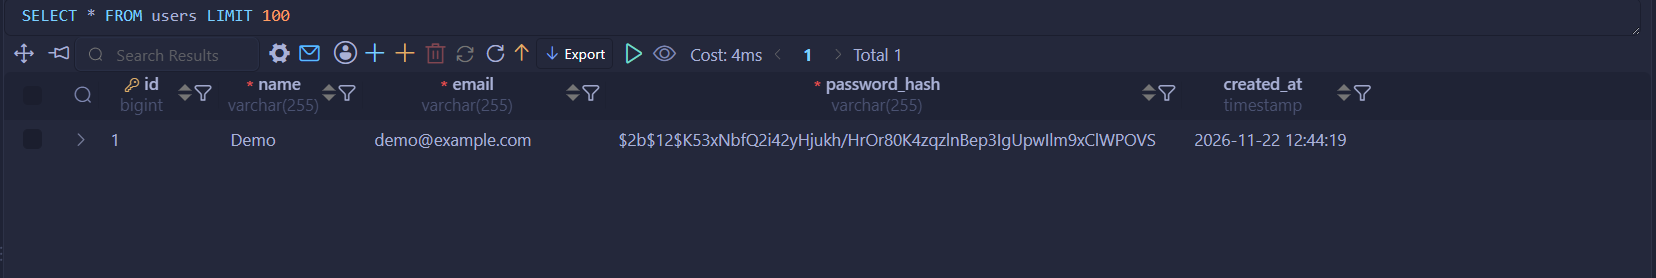 SELECT * FROM users LIMIT 100
Search Results Export Cost: 4ms 1 Total 1
id * name * email * password_hash created_at
bigint varchar(255) varchar(255) varchar(255) timestamp
1 Demo demo@example.com $2b$12$K53xNbfQ2i42yHjukh/HrOr80K4zqzlnBep3IgUpwIlm9xClWPOVS 2026-11-22 12:44:19